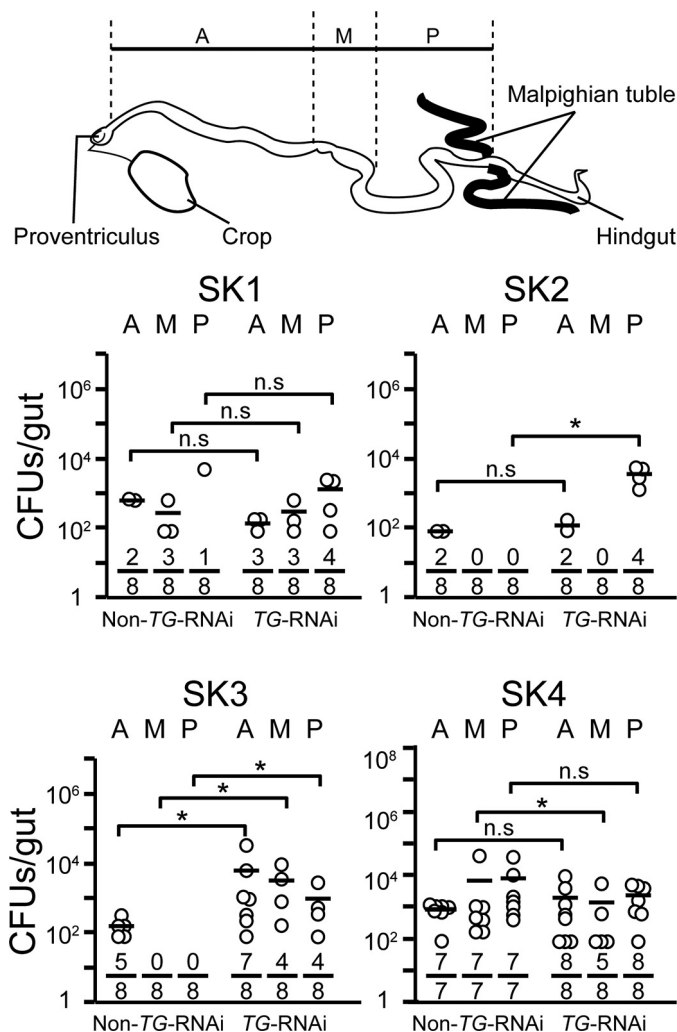 A M P
Malpighian tuble
Proventriculus Crop Hindgut
SK1
A M P A M P
CFUs/gut
10⁶
10⁴
10²
1
n.s
n.s
n.s
2 3 1 3 3 4
8 8 8 8 8 8
Non-TG-RNAi TG-RNAi
SK2
A M P A M P
10⁶
10⁴
10²
1
*
n.s
2 0 0 2 0 4
8 8 8 8 8 8
Non-TG-RNAi TG-RNAi
SK3
A M P A M P
CFUs/gut
10⁶
10⁴
10²
1
*
*
*
5 0 0 7 4 4
8 8 8 8 8 8
Non-TG-RNAi TG-RNAi
SK4
A M P A M P
10⁸
10⁶
10⁴
10²
1
n.s
*
n.s
7 7 7 8 5 8
7 7 7 8 8 8
Non-TG-RNAi TG-RNAi